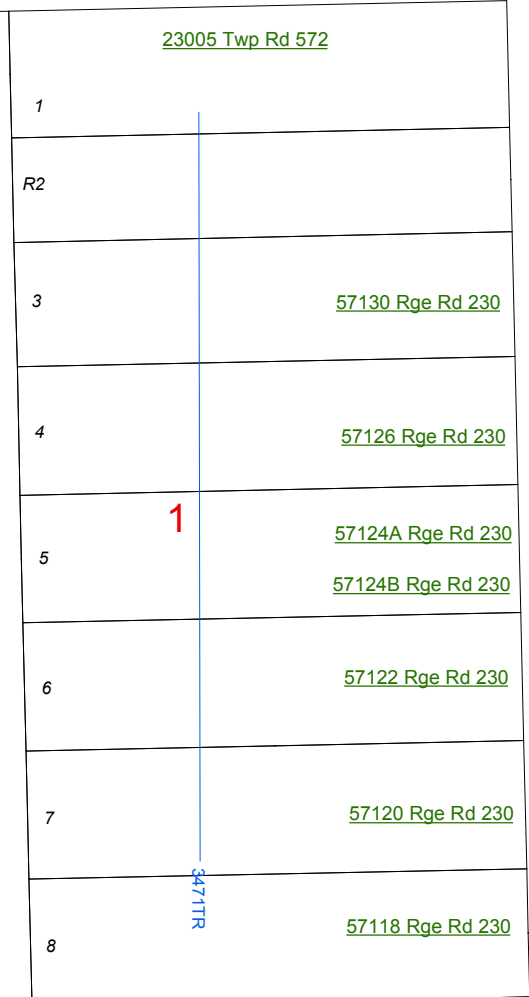 23005 Twp Rd 572
1
R2
3
57130 Rge Rd 230
4
57126 Rge Rd 230
1
57124A Rge Rd 230
5
57124B Rge Rd 230
6
57122 Rge Rd 230
7
57120 Rge Rd 230
3471TR
8
57118 Rge Rd 230